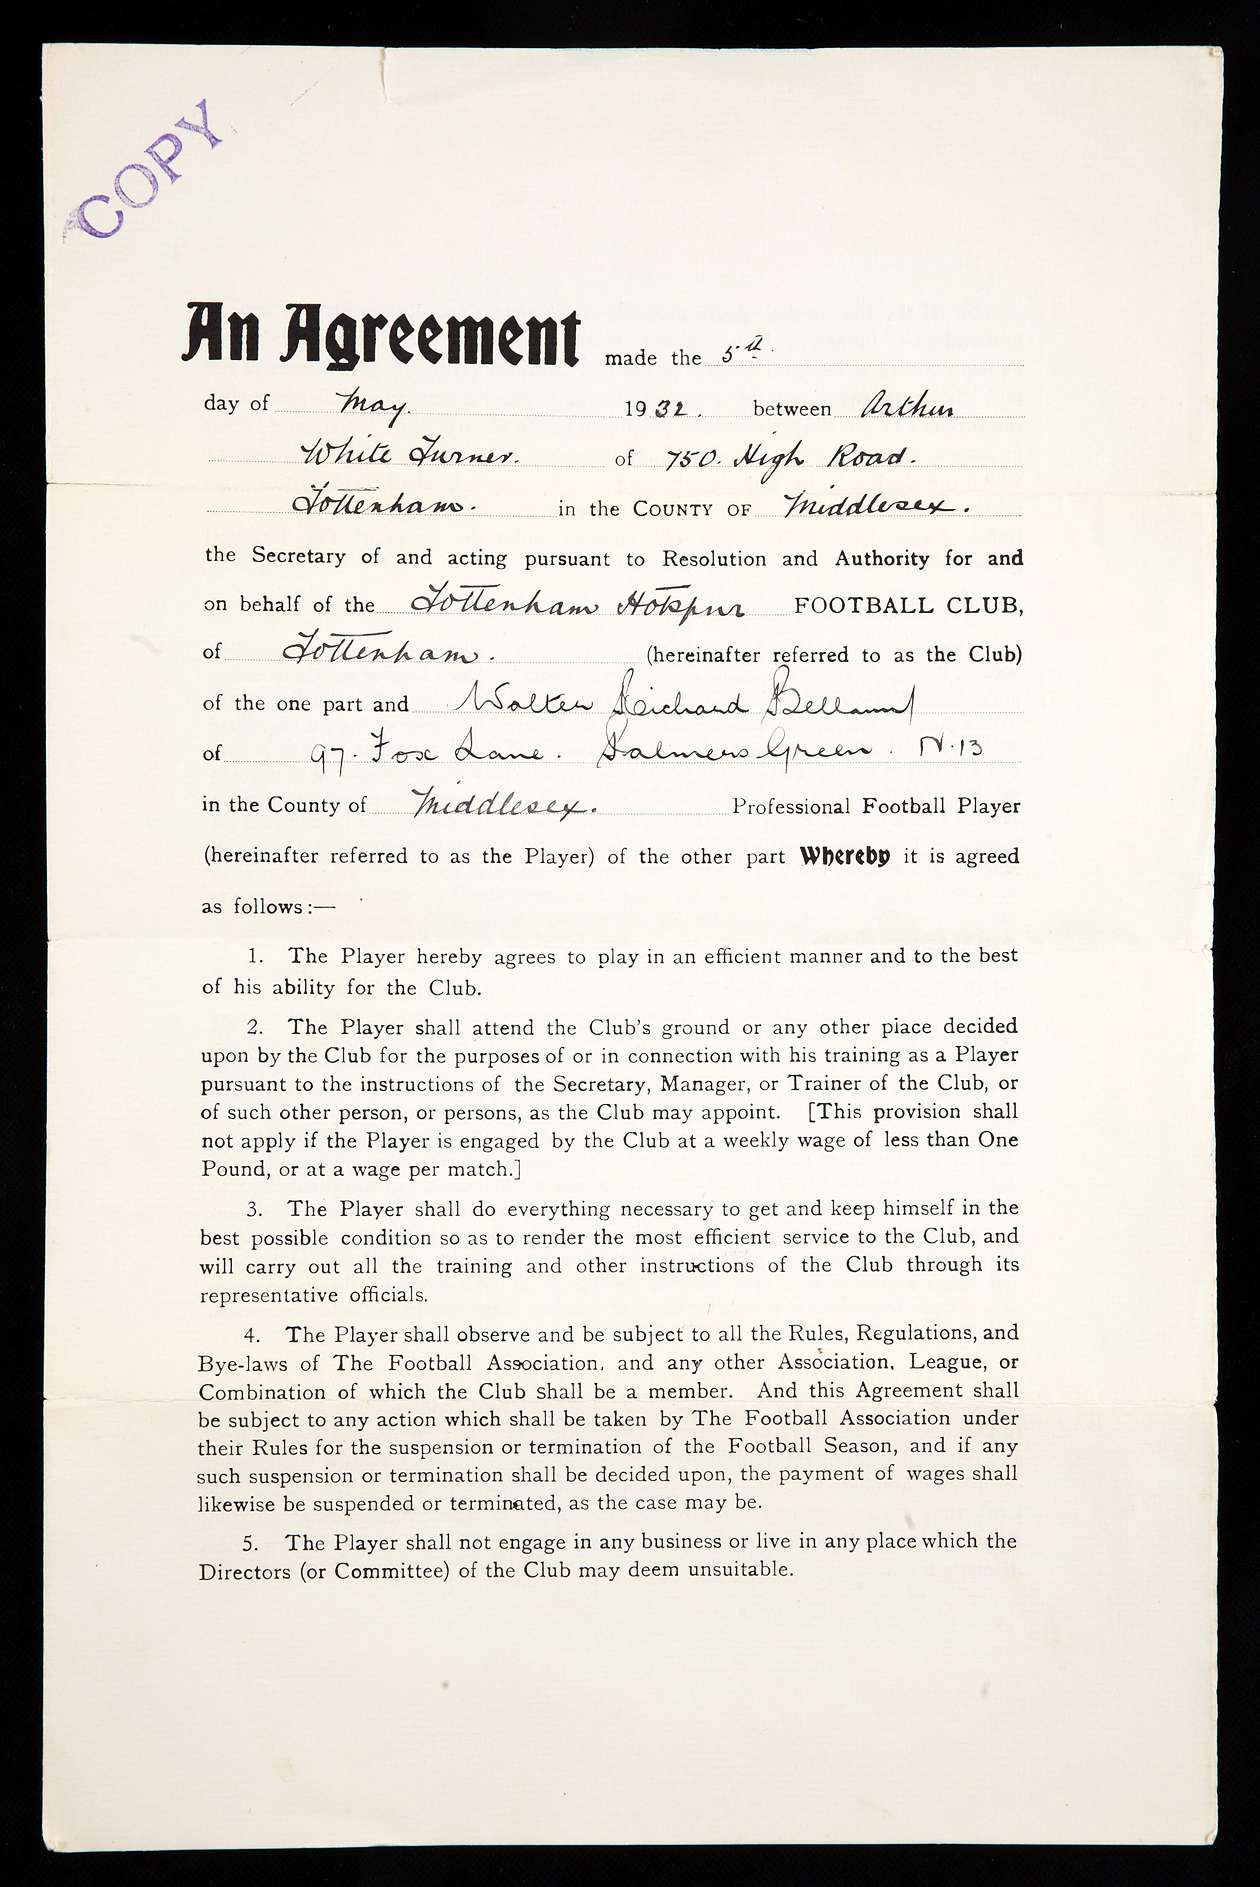 COPY
An Agreement made the 5th.
day of May. 1932. between Arthur
White Turner. of 750. High Road.
Tottenham. in the COUNTY OF Middlesex.
the Secretary of and acting pursuant to Resolution and Authority for and
on behalf of the Tottenham Hotspur FOOTBALL CLUB,
of Tottenham. (hereinafter referred to as the Club)
of the one part and Walter Reichard Bellamy
of 97. Fox Lane. Palmers Green. N.13
in the County of Middlesex. Professional Football Player
(hereinafter referred to as the Player) of the other part Whereby it is agreed
as follows:—
1. The Player hereby agrees to play in an efficient manner and to the best
of his ability for the Club.
2. The Player shall attend the Club's ground or any other place decided
upon by the Club for the purposes of or in connection with his training as a Player
pursuant to the instructions of the Secretary, Manager, or Trainer of the Club, or
of such other person, or persons, as the Club may appoint. [This provision shall
not apply if the Player is engaged by the Club at a weekly wage of less than One
Pound, or at a wage per match.]
3. The Player shall do everything necessary to get and keep himself in the
best possible condition so as to render the most efficient service to the Club, and
will carry out all the training and other instructions of the Club through its
representative officials.
4. The Player shall observe and be subject to all the Rules, Regulations, and
Bye-laws of The Football Association, and any other Association, League, or
Combination of which the Club shall be a member. And this Agreement shall
be subject to any action which shall be taken by The Football Association under
their Rules for the suspension or termination of the Football Season, and if any
such suspension or termination shall be decided upon, the payment of wages shall
likewise be suspended or terminated, as the case may be.
5. The Player shall not engage in any business or live in any place which the
Directors (or Committee) of the Club may deem unsuitable.